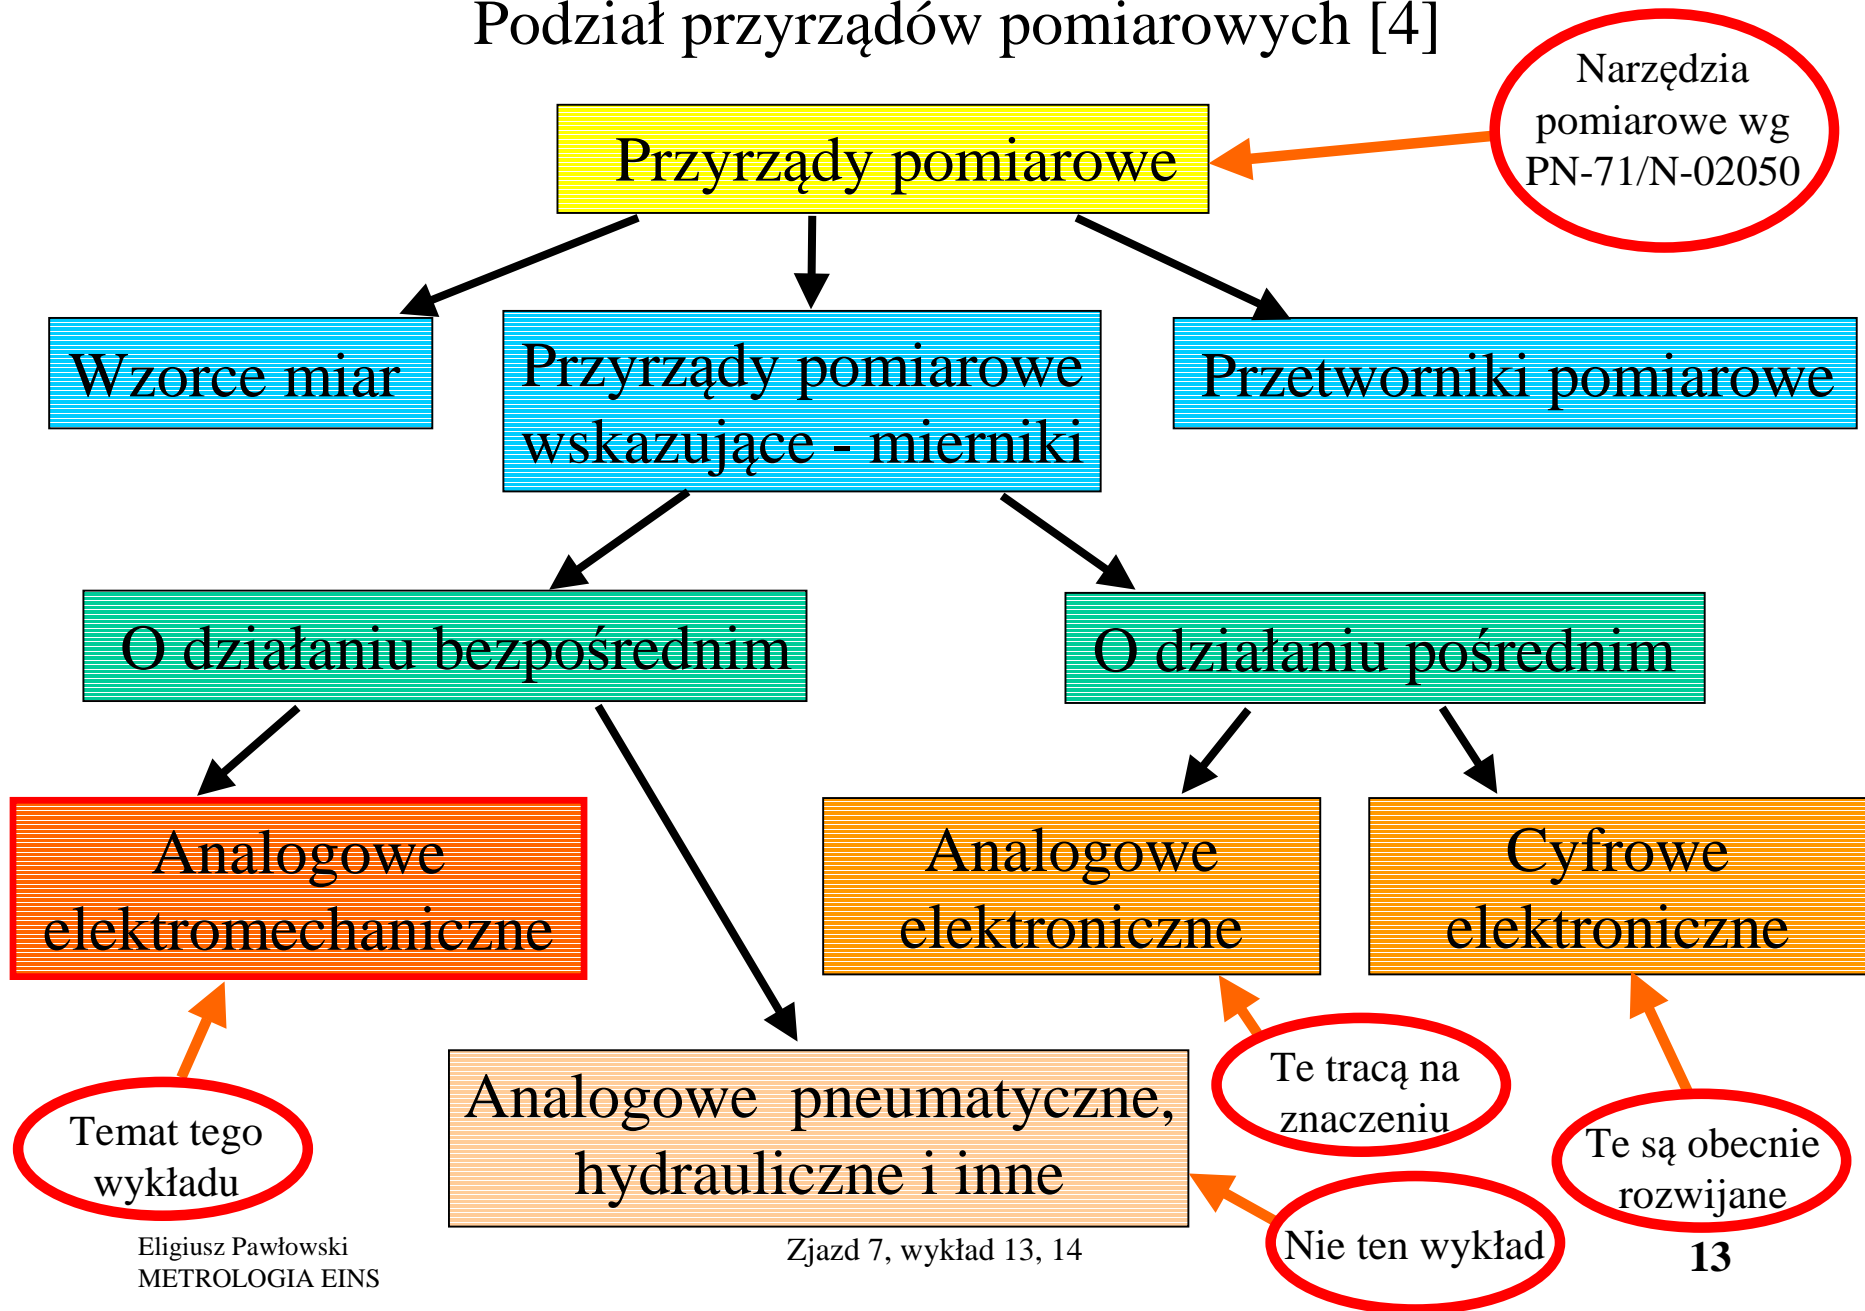 Podział przyrządów pomiarowych [4]
Narzędzia
pomiarowe wg
PN-71/N-02050
Przyrządy pomiarowe
Wzorce miar
Przyrządy pomiarowe
wskazujące - mierniki
Przetworniki pomiarowe
O działaniu bezpośrednim
O działaniu pośrednim
Analogowe
elektromechaniczne
Analogowe
elektroniczne
Cyfrowe
elektroniczne
Temat tego
wykładu
Analogowe pneumatyczne,
hydrauliczne i inne
Te tracą na
znaczeniu
Te są obecnie
rozwijane
Nie ten wykład
Eligiusz Pawłowski
METROLOGIA EINS
Zjazd 7, wykład 13, 14
13